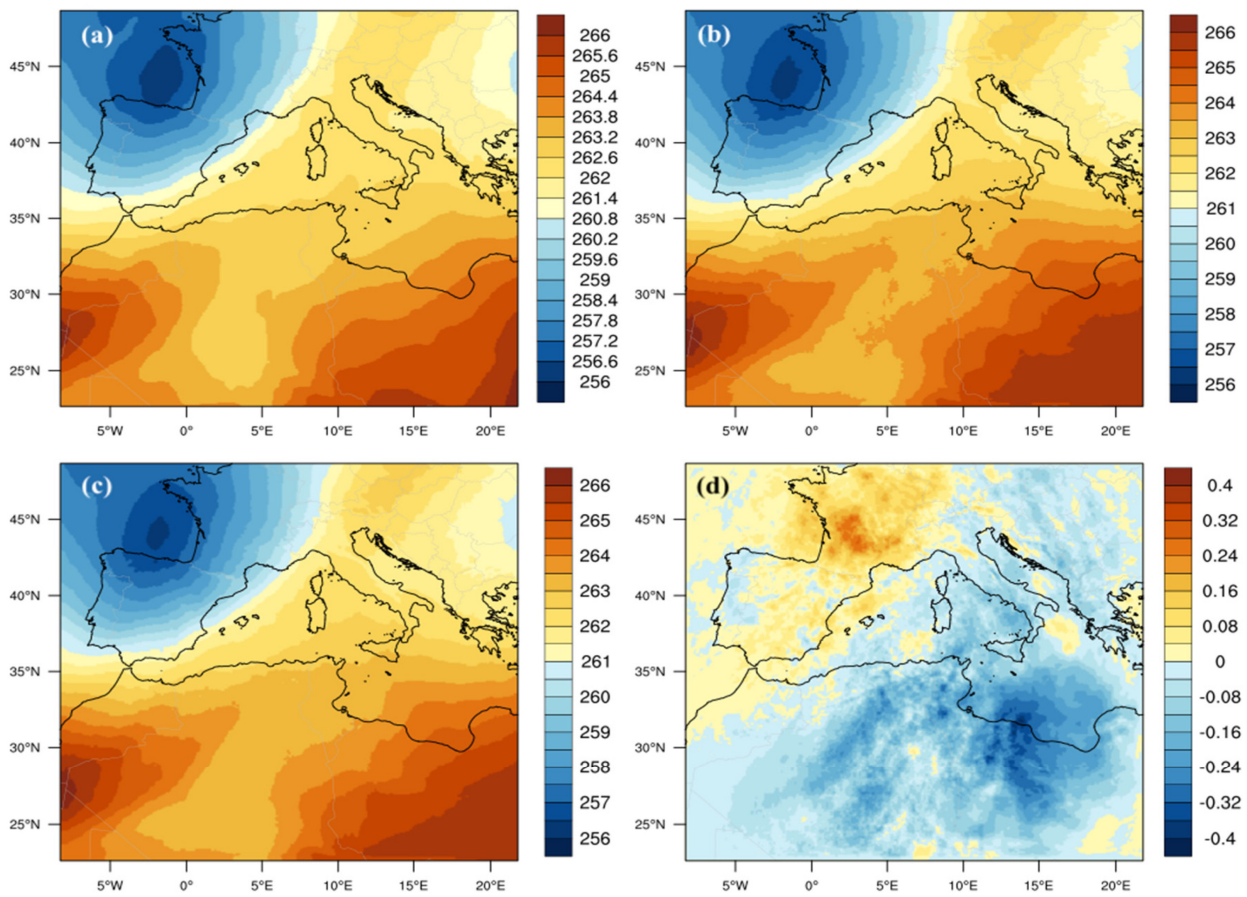 (a)
45°N
40°N
35°N
30°N
25°N
5°W 0° 5°E 10°E 15°E 20°E
266
265.6
265
264.4
263.8
263.2
262.6
262
261.4
260.8
260.2
259.6
259
258.4
257.8
257.2
256.6
256
(b)
45°N
40°N
35°N
30°N
25°N
5°W 0° 5°E 10°E 15°E 20°E
266
265
264
263
262
261
260
259
258
257
256
(c)
45°N
40°N
35°N
30°N
25°N
5°W 0° 5°E 10°E 15°E 20°E
266
265
264
263
262
261
260
259
258
257
256
(d)
45°N
40°N
35°N
30°N
25°N
5°W 0° 5°E 10°E 15°E 20°E
0.4
0.32
0.24
0.16
0.08
0
-0.08
-0.16
-0.24
-0.32
-0.4